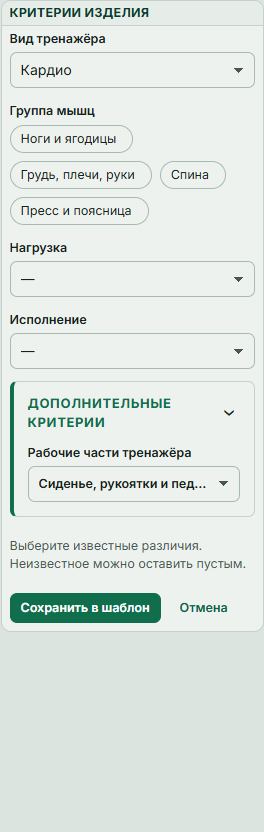 КРИТЕРИИ ИЗДЕЛИЯ
Вид тренажёра
Кардио
Группа мышц
Ноги и ягодицы
Грудь, плечи, руки
Спина
Пресс и поясница
Нагрузка
—
Исполнение
—
ДОПОЛНИТЕЛЬНЫЕ
КРИТЕРИИ
Рабочие части тренажёра
Сиденье, рукоятки и пед...
Выберите известные различия.
Неизвестное можно оставить пустым.
Сохранить в шаблон
Отмена